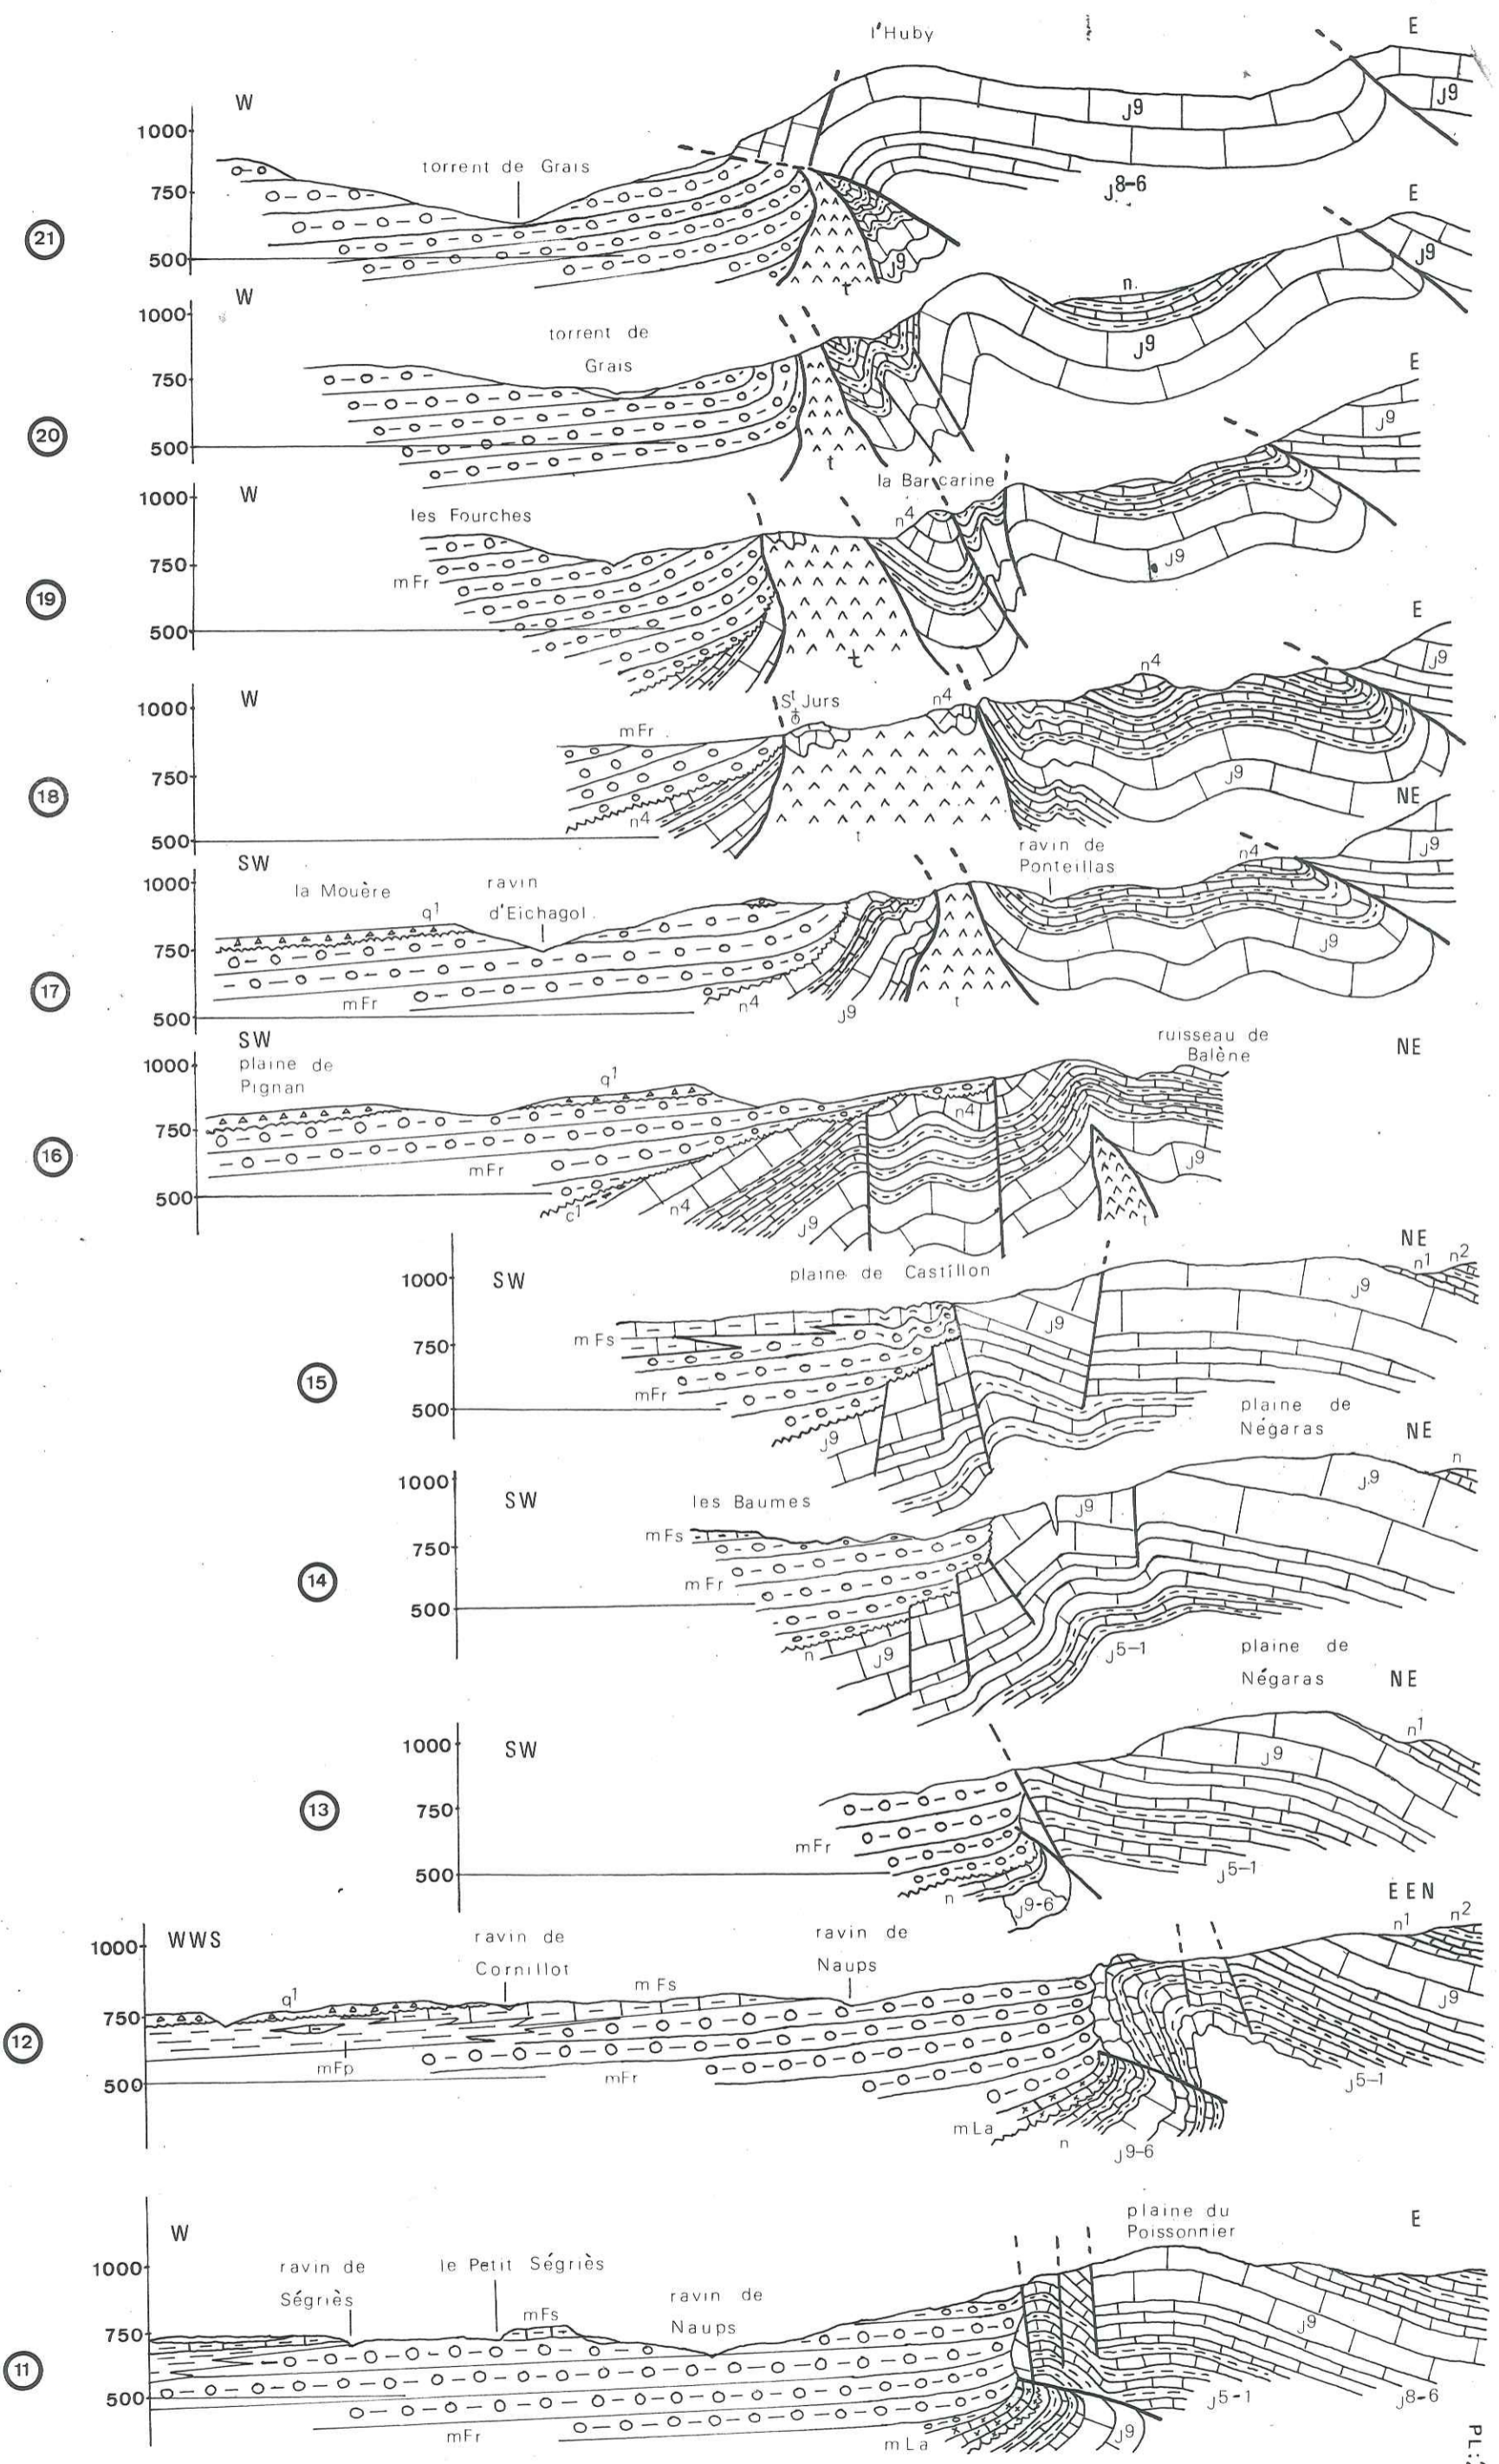 l'Huby
E
W
1000
J9
J9
torrent de Grais
750
J8-6
21
500
J9
t
E
W
1000
n.
J9
torrent de
Grais
J9
750
E
20
500
t
J9
la Barcarine
W
1000
les Fourches
n4
750
mFr
J9
19
500
t
E
n4
J9
W
St Jurs
n4
1000
mFr
750
J9
18
n4
NE
500
t
ravin de
Ponteillas
n4
J9
SW
1000
la Mouère
ravin
d'Eichagol
q1
750
J9
17
mFr
n4
t
J9
500
SW
ruisseau de
Balène
NE
1000
plaine de
Pignan
q1
n4
750
16
mFr
J9
500
c1
n4
J9
t
NE
plaine de Castillon
n1 n2
1000
SW
J9
J9
mFs
750
15
mFr
500
J9
plaine de
Négaras
NE
1000
n
SW
les Baumes
J9
J9
mFs
750
14
mFr
500
n
J9
J5-1
plaine de
Négaras
NE
n1
1000
SW
J9
750
13
mFr
500
J5-1
n
J9-6
EEN
1000
WWS
ravin de
Cornillot
ravin de
Naups
n1
n2
q1
mFs
J9
750
12
mFp
mFr
500
J5-1
mLa
n
J9-6
plaine du
Poissonnier
E
W
1000
ravin de
Ségriès
le Petit Ségriès
ravin de
Naups
mFs
J9
750
11
500
J5-1
J8-6
mFr
mLa
J9